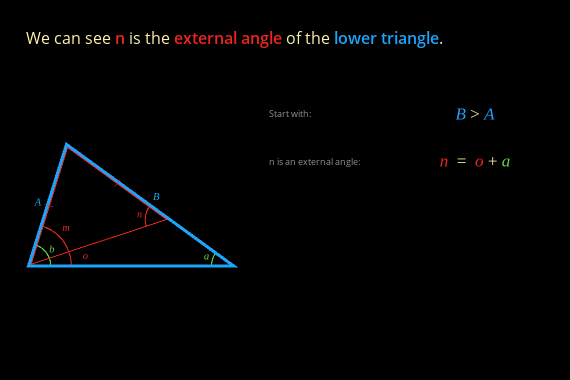 We can see n is the external angle of the lower triangle.
Start with: B > A
n is an external angle: n = o + a
A
B
n
m
b
o
a